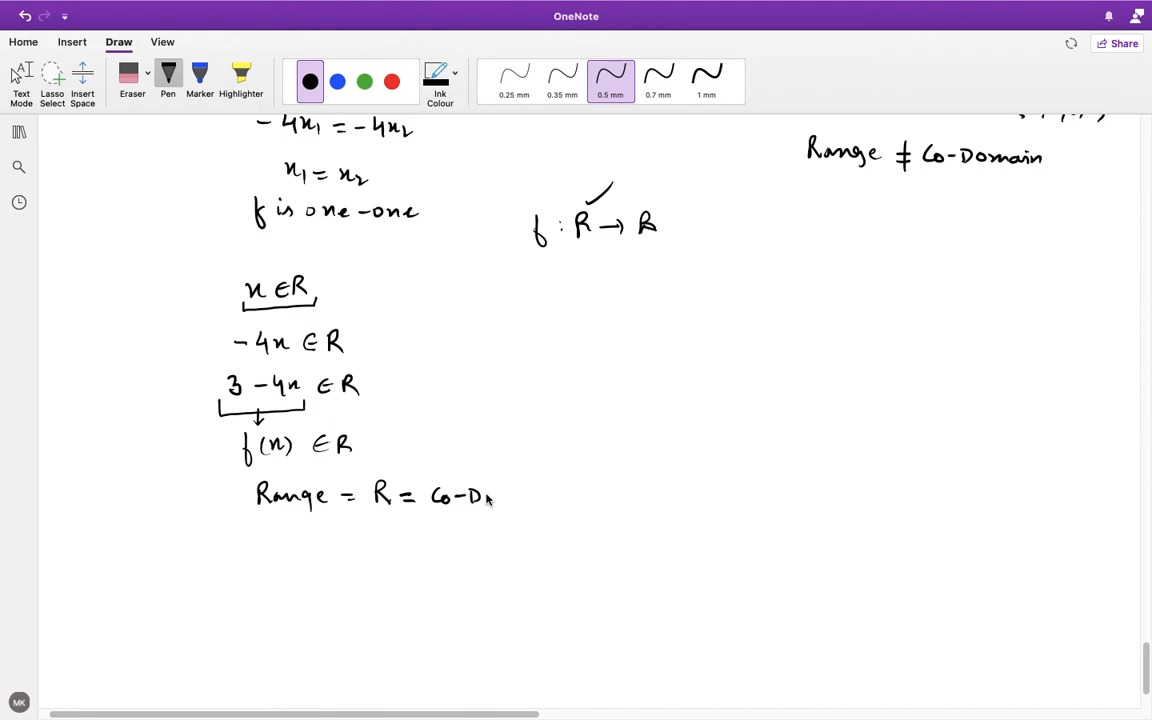 OneNote
Home Insert Draw View
Share
Text Mode
Lasso Select
Insert Space
Eraser
Pen
Marker
Highlighter
Ink Colour
0.25 mm
0.35 mm
0.5 mm
0.7 mm
1 mm
- 4x₁ = - 4x₂
x₁ = x₂
f is one-one
Range ≠ Co-Domain
f : R → R
x ∈ R
- 4x ∈ R
3 - 4x ∈ R
f(x) ∈ R
Range = R = Co-D
MK